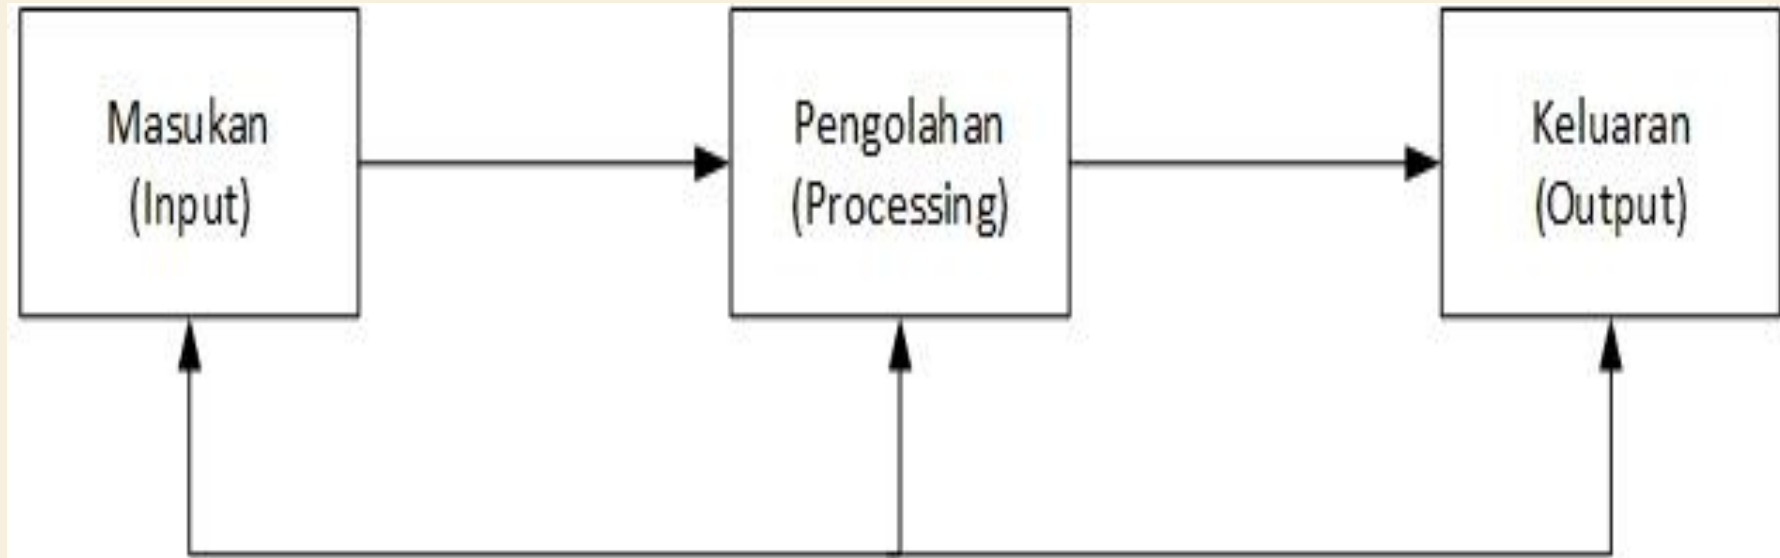 Masukan
(Input)
Pengolahan
(Processing)
Keluaran
(Output)